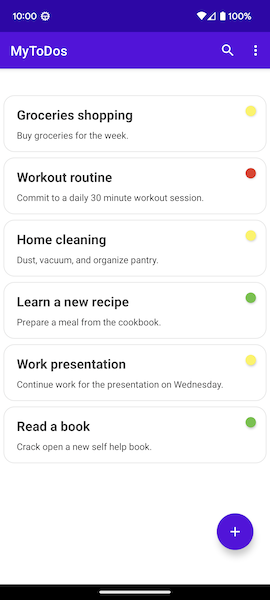 10:00 100%
MyToDos
Groceries shopping
Buy groceries for the week.
Workout routine
Commit to a daily 30 minute workout session.
Home cleaning
Dust, vacuum, and organize pantry.
Learn a new recipe
Prepare a meal from the cookbook.
Work presentation
Continue work for the presentation on Wednesday.
Read a book
Crack open a new self help book.